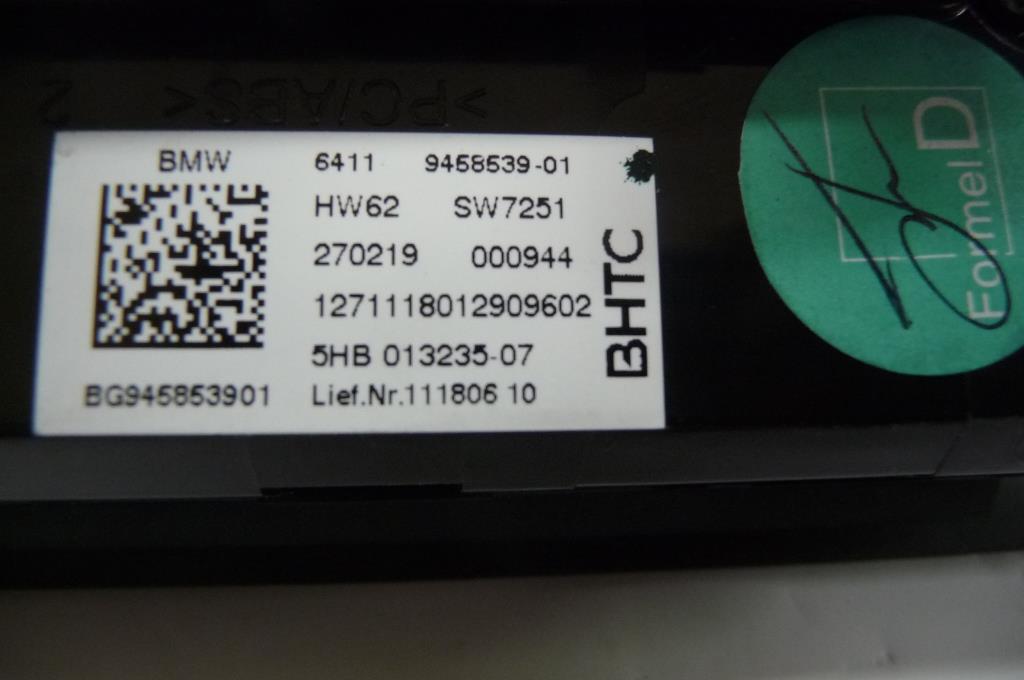 >PC/ABS<
2
BMW 6411 9458539-01
HW62 SW7251
270219 000944
1271118012909602
5HB 013235-07
BG945853901 Lief.Nr.111806 10
BHTC
Formel D